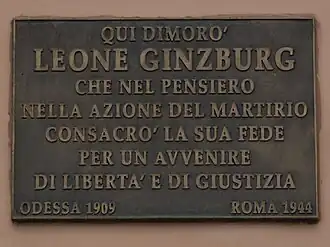 QUI DIMORO'
LEONE GINZBURG
CHE NEL PENSIERO
NELLA AZIONE DEL MARTIRIO
CONSACRO' LA SUA FEDE
PER UN AVVENIRE
DI LIBERTA' E DI GIUSTIZIA
ODESSA 1909 ROMA 1944